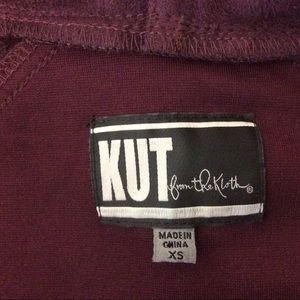 KUT from the Kloth®
MADE IN
CHINA
XS